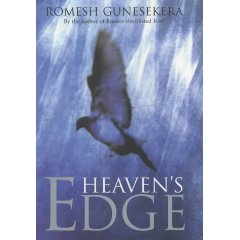 ROMESH GUNESEKERA
By the author of Booker-shortlisted Reef
HEAVEN'S
EDGE